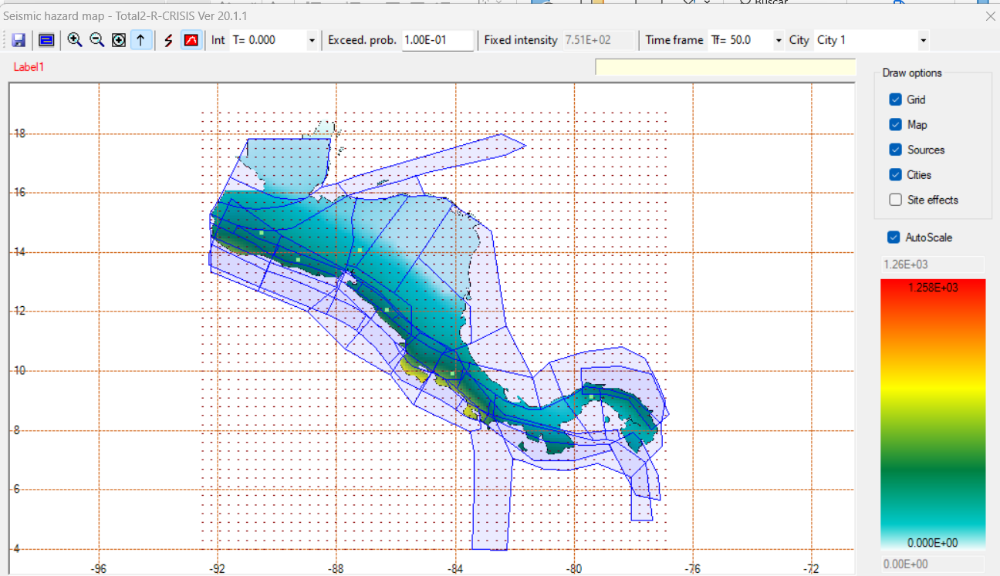 Seismic hazard map - Total2-R-CRISIS Ver 20.1.1
Int T= 0.000 Exceed. prob. 1.00E-01 Fixed intensity 7.51E+02 Time frame Tf= 50.0 City City 1
Label1
Draw options
Grid
Map
Sources
Cities
Site effects
AutoScale
1.26E+03
1.258E+03
0.000E+00
0.00E+00
18
16
14
12
10
8
6
4
-96 -92 -88 -84 -80 -76 -72